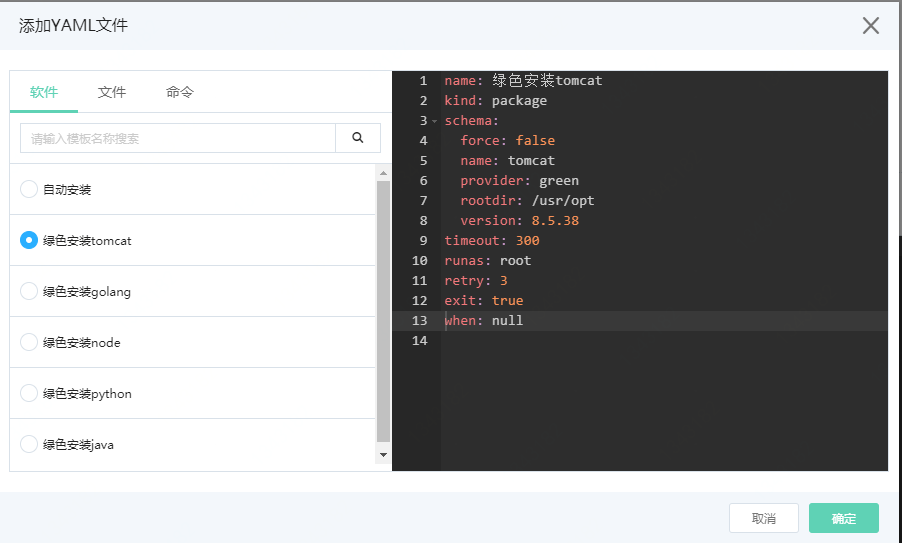 添加YAML文件
软件 文件 命令
请输入模板名称搜索
自动安装
绿色安装tomcat
绿色安装golang
绿色安装node
绿色安装python
绿色安装java
1 name: 绿色安装tomcat
2 kind: package
3 schema:
4 force: false
5 name: tomcat
6 provider: green
7 rootdir: /usr/opt
8 version: 8.5.38
9 timeout: 300
10 runas: root
11 retry: 3
12 exit: true
13 when: null
14
取消 确定